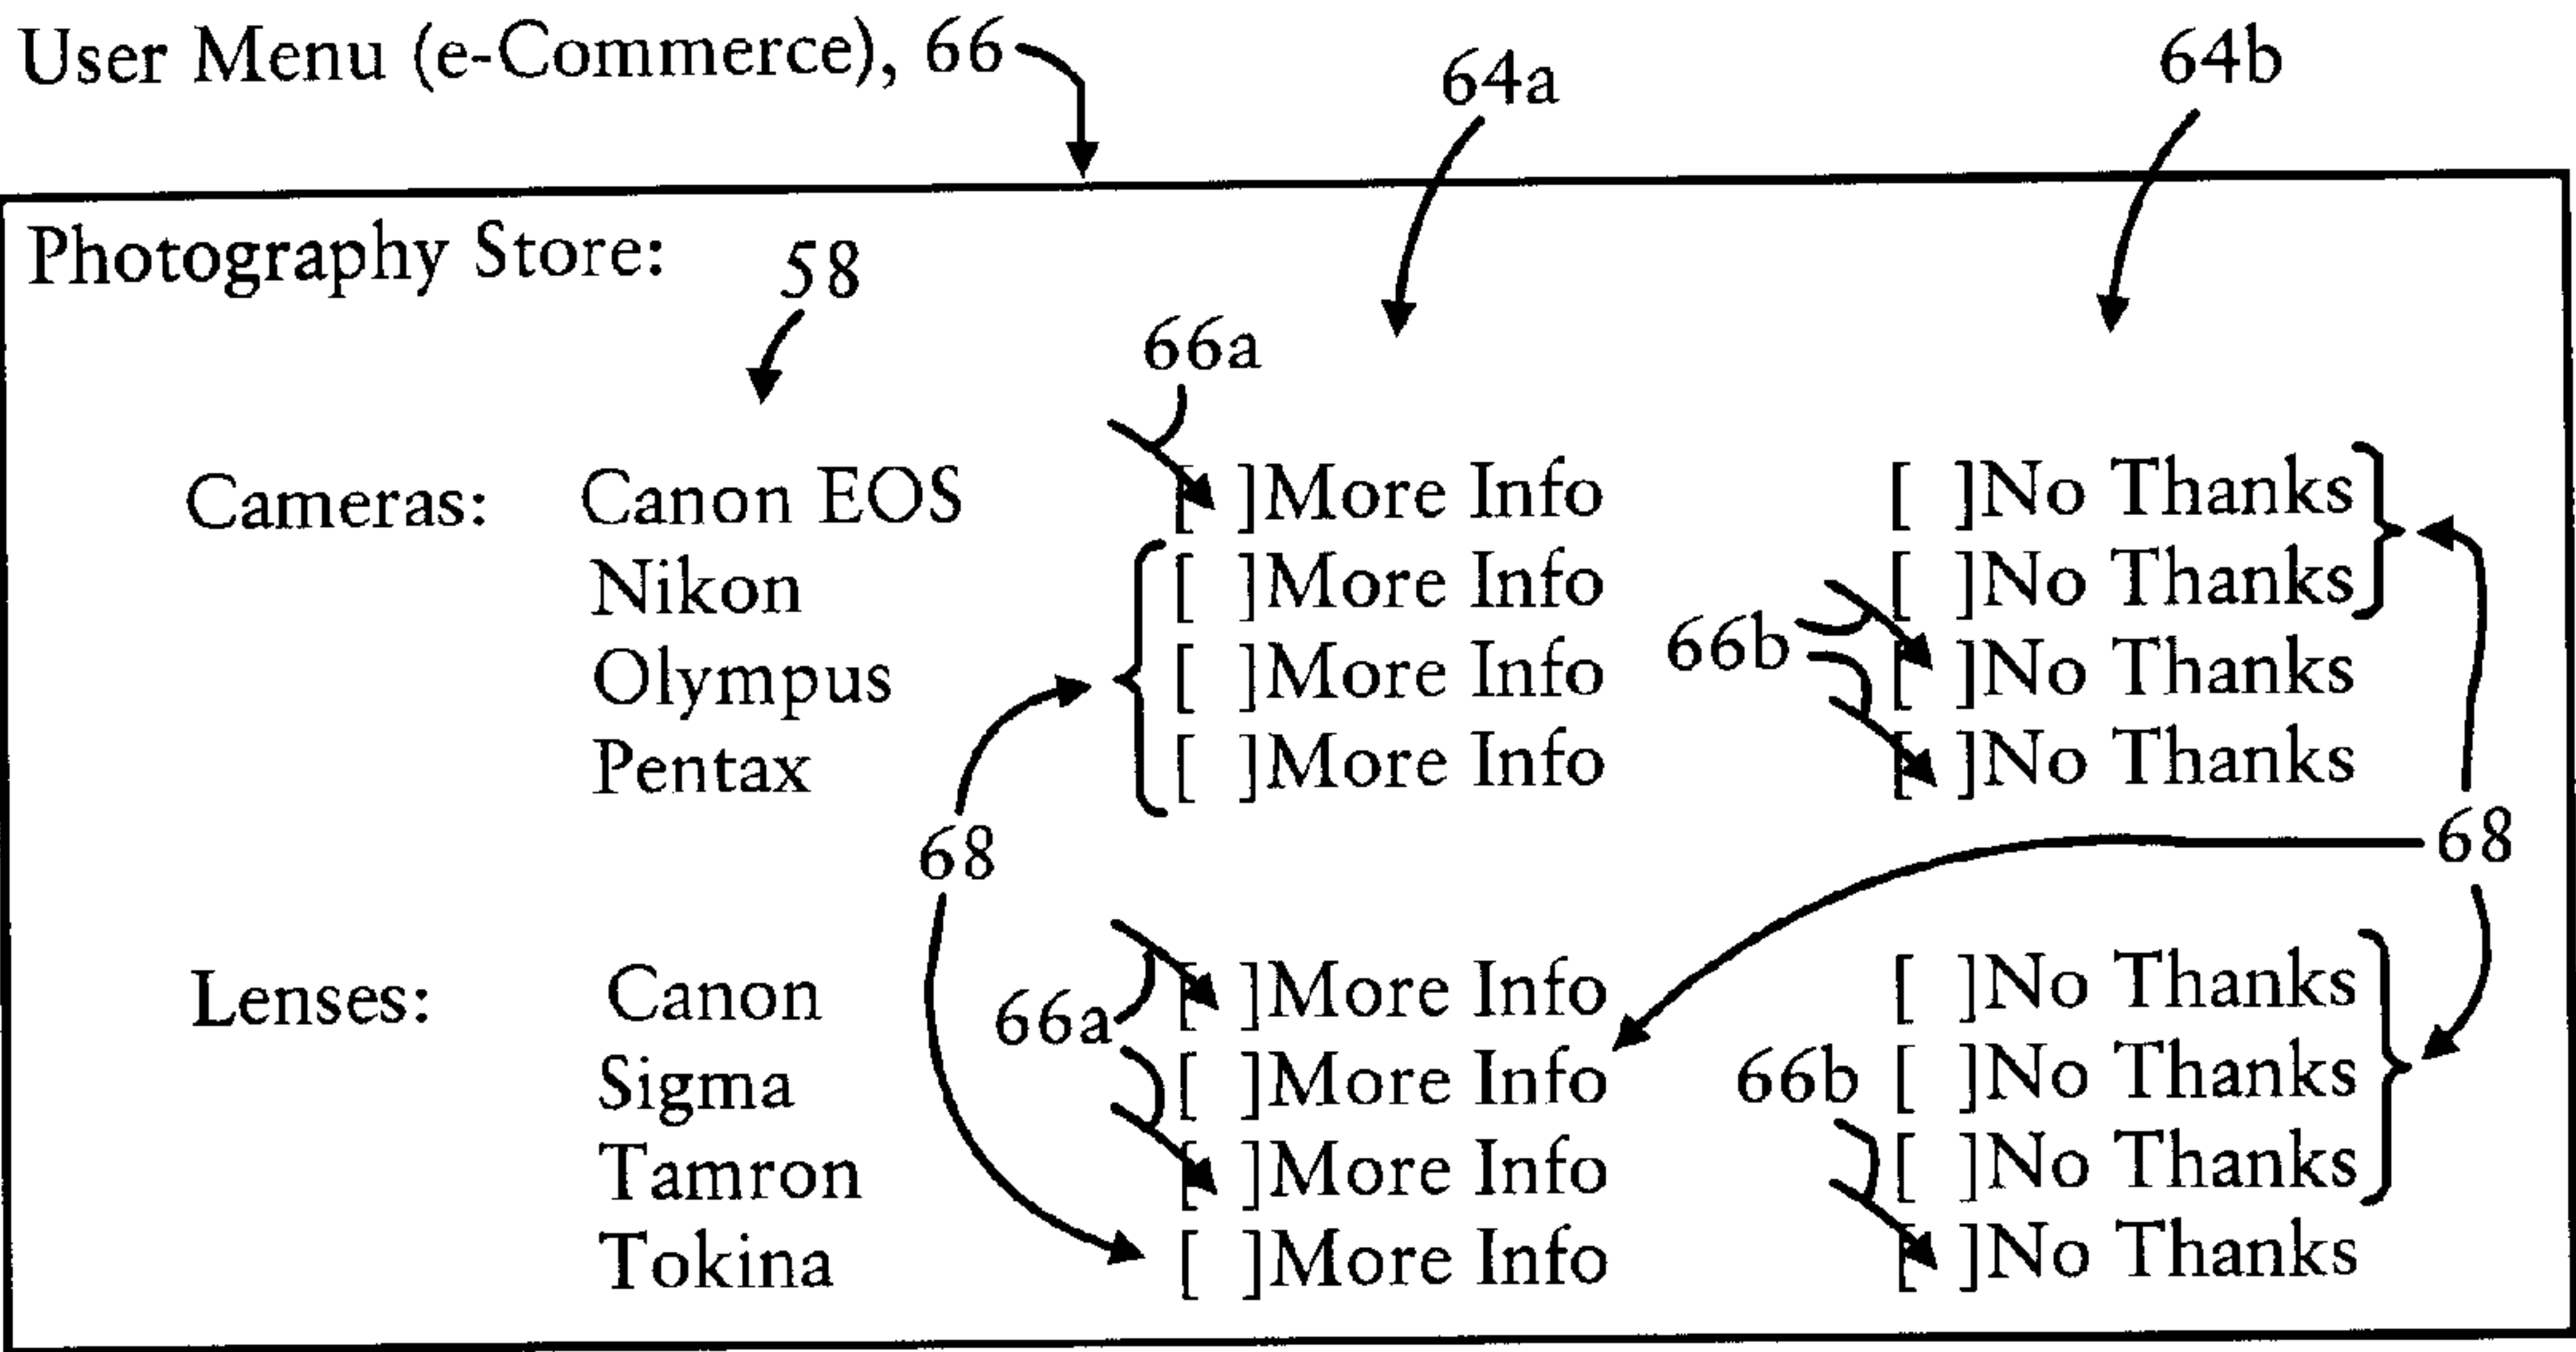 User Menu (e-Commerce), 66
64a
64b
Photography Store:
58
66a
Cameras: Canon EOS [ ]More Info [ ]No Thanks
Nikon [ ]More Info [ ]No Thanks
66b
Olympus [ ]More Info [ ]No Thanks
Pentax [ ]More Info [ ]No Thanks
68
68
Lenses: Canon [ ]More Info [ ]No Thanks
66a
Sigma [ ]More Info 66b [ ]No Thanks
Tamron [ ]More Info [ ]No Thanks
Tokina [ ]More Info [ ]No Thanks